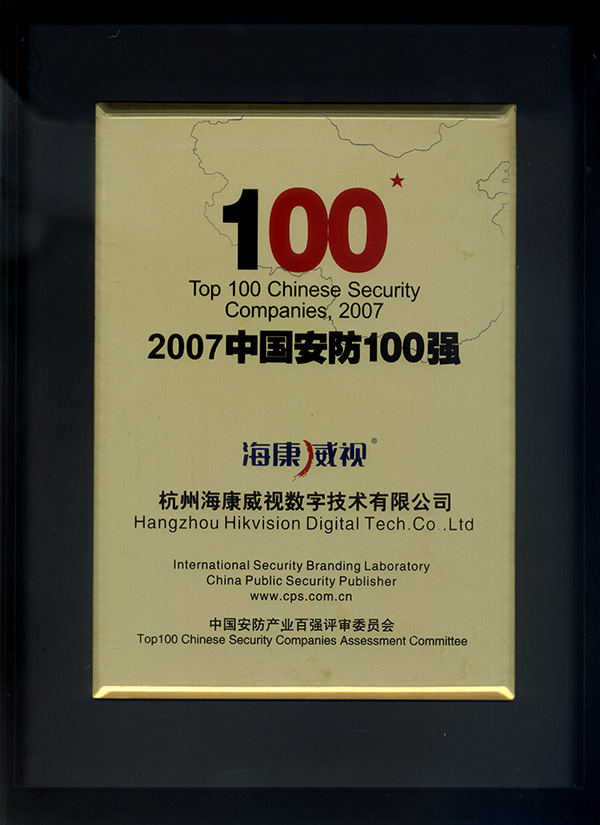 100
Top 100 Chinese Security
Companies, 2007
2007中国安防100强
海康威视®
杭州海康威视数字技术有限公司
Hangzhou Hikvision Digital Tech.Co.,Ltd
International Security Branding Laboratory
China Public Security Publisher
www.cps.com.cn
中国安防产业百强评审委员会
Top100 Chinese Security Companies Assessment Committee